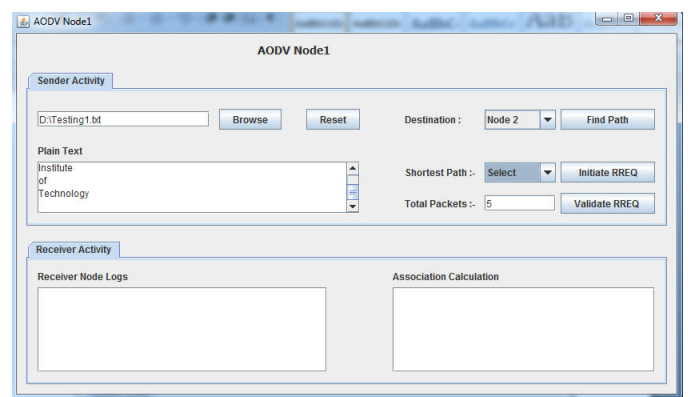 AODV Node1
AODV Node1
Sender Activity
D:\Testing1.txt Browse Reset Destination : Node 2 Find Path
Plain Text
Institute
of
Technology
Shortest Path :- Select Initiate RREQ
Total Packets :- 5 Validate RREQ
Receiver Activity
Receiver Node Logs Association Calculation